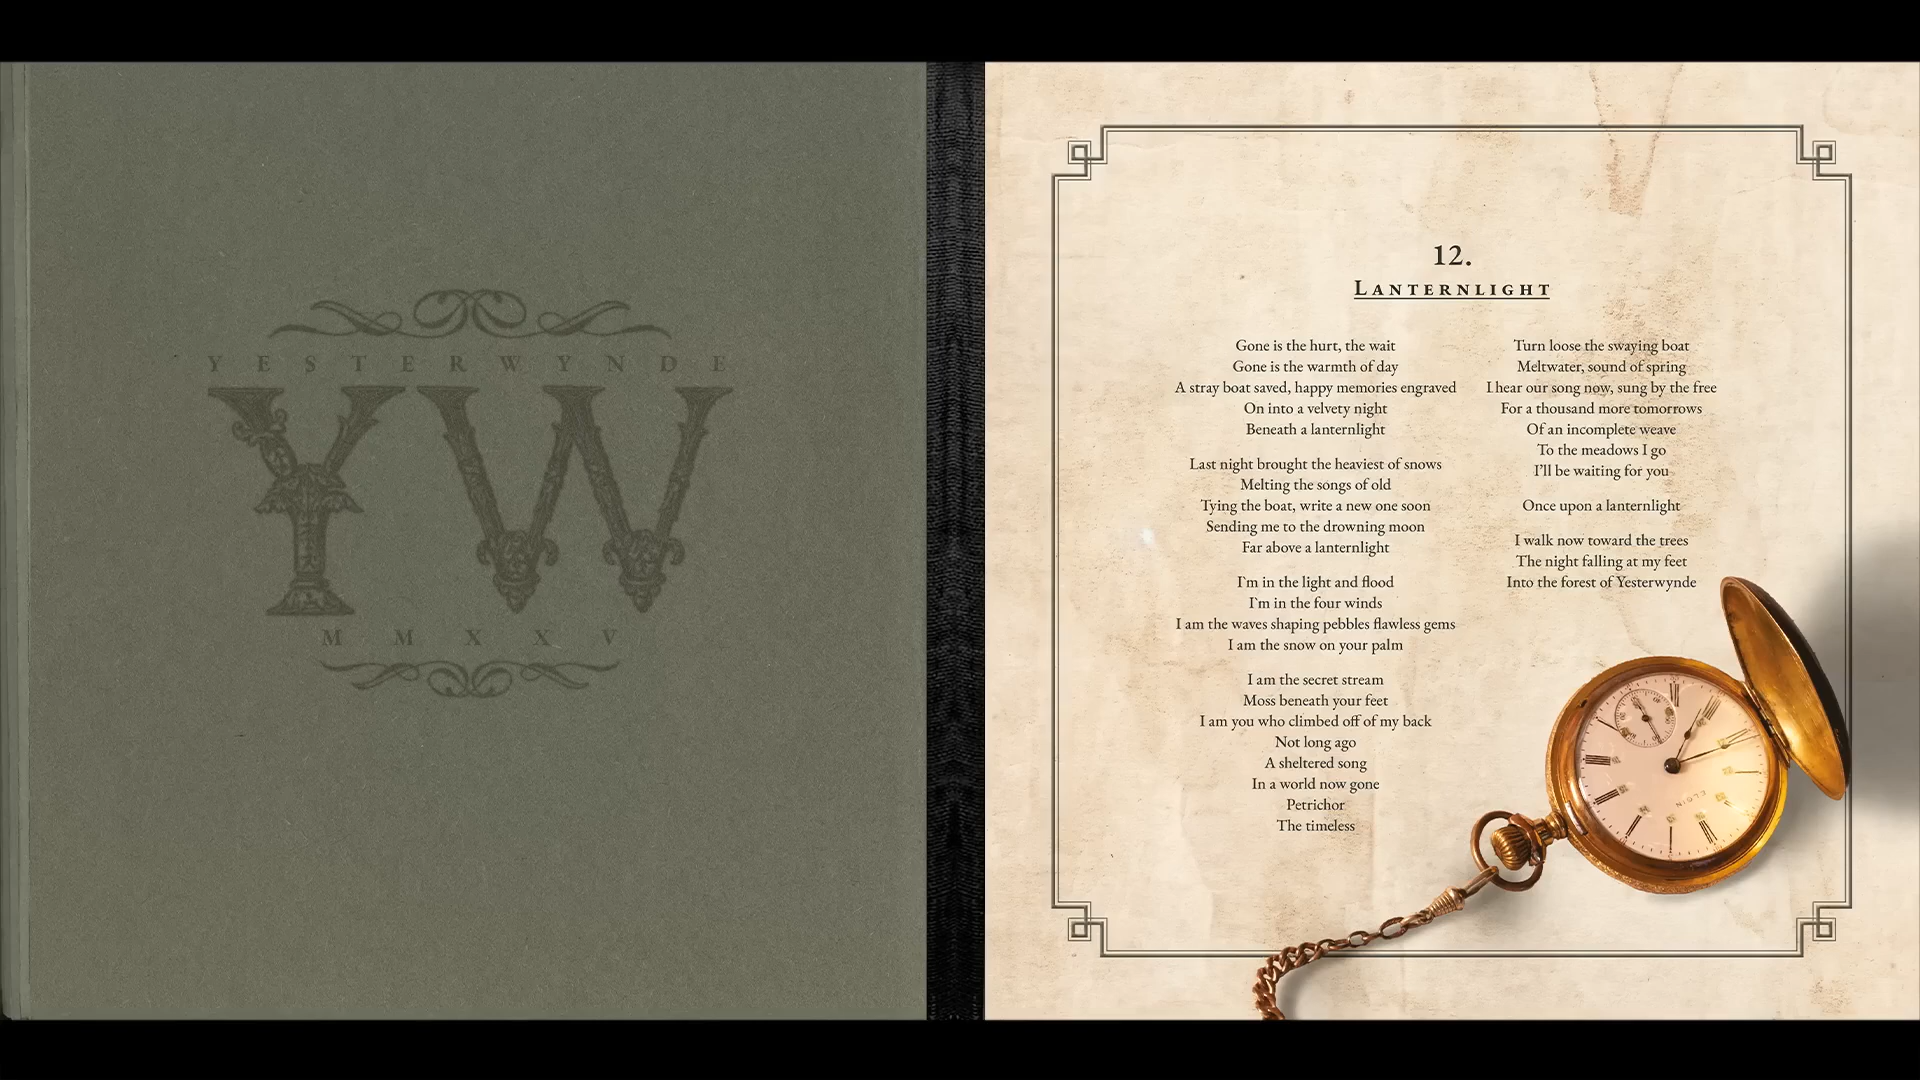 YESTERWYNDE
YW
MMXXV
12.
LANTERNLIGHT
Gone is the hurt, the wait
Gone is the warmth of day
A stray boat saved, happy memories engraved
On into a velvety night
Beneath a lanternlight
Last night brought the heaviest of snows
Melting the songs of old
Tying the boat, write a new one soon
Sending me to the drowning moon
Far above a lanternlight
I'm in the light and flood
I'm in the four winds
I am the waves shaping pebbles flawless gems
I am the snow on your palm
I am the secret stream
Moss beneath your feet
I am you who climbed off of my back
Not long ago
A sheltered song
In a world now gone
Petrichor
The timeless
Turn loose the swaying boat
Meltwater, sound of spring
I hear our song now, sung by the free
For a thousand more tomorrows
Of an incomplete weave
To the meadows I go
I'll be waiting for you
Once upon a lanternlight
I walk now toward the trees
The night falling at my feet
Into the forest of Yesterwynde
ELGIN